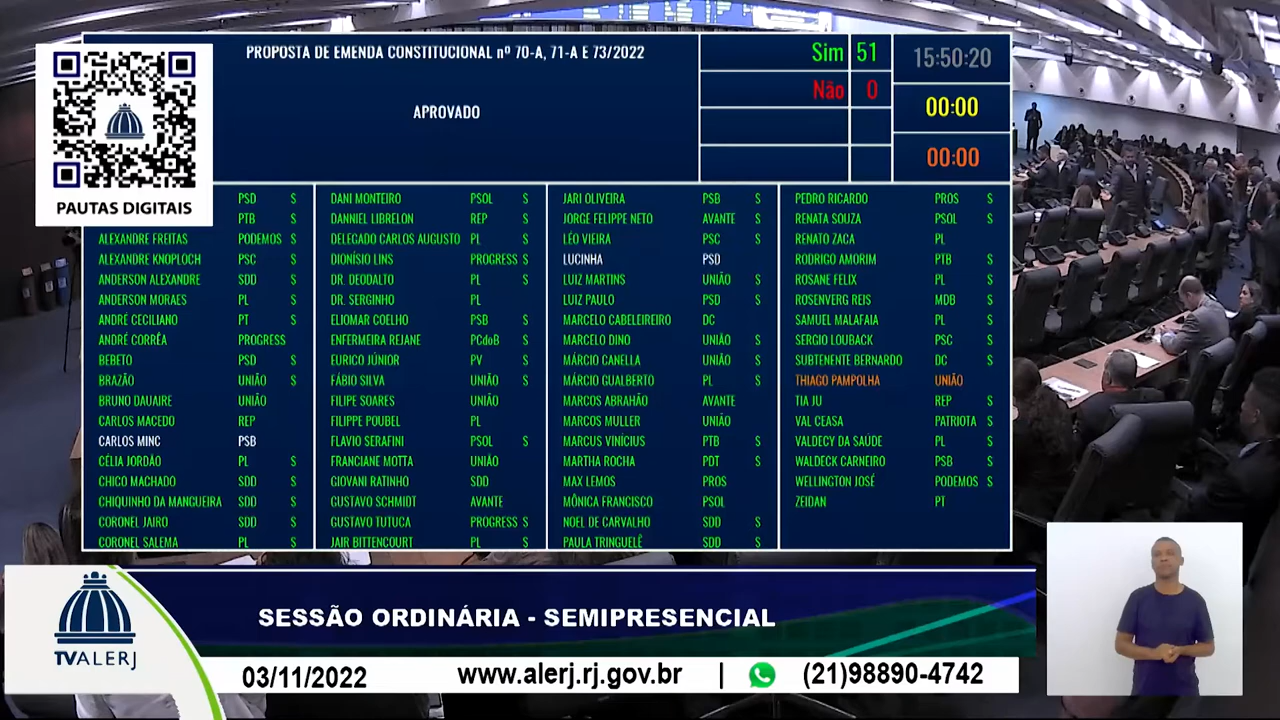 PROPOSTA DE EMENDA CONSTITUCIONAL nº 70-A, 71-A E 73/2022
APROVADO
Sim 51
Não 0
15:50:20
00:00
00:00
PAUTAS DIGITAIS
PSD S
PTB S
ALEXANDRE FREITAS PODEMOS S
ALEXANDRE KNOPLOCH PSC S
ANDERSON ALEXANDRE SDD S
ANDERSON MORAES PL S
ANDRÉ CECILIANO PT S
ANDRÉ CORRÊA PROGRESS
BEBETO PSD S
BRAZÃO UNIÃO S
BRUNO DAUAIRE UNIÃO
CARLOS MACEDO REP
CARLOS MINC PSB
CÉLIA JORDÃO PL S
CHICO MACHADO SDD S
CHIQUINHO DA MANGUEIRA SDD S
CORONEL JAIRO SDD S
CORONEL SALEMA PL S
DANI MONTEIRO PSOL S
DANNIEL LIBRELON REP S
DELEGADO CARLOS AUGUSTO PL S
DIONÍSIO LINS PROGRESS S
DR. DEODALTO PL S
DR. SERGINHO PL
ELIOMAR COELHO PSB S
ENFERMEIRA REJANE PCdoB S
EURICO JÚNIOR PV S
FÁBIO SILVA UNIÃO S
FILIPE SOARES UNIÃO
FILIPPE POUBEL PL
FLAVIO SERAFINI PSOL S
FRANCIANE MOTTA UNIÃO
GIOVANI RATINHO SDD
GUSTAVO SCHMIDT AVANTE
GUSTAVO TUTUCA PROGRESS S
JAIR BITTENCOURT PL S
JARI OLIVEIRA PSB S
JORGE FELIPPE NETO AVANTE S
LÉO VIEIRA PSC S
LUCINHA PSD
LUIZ MARTINS UNIÃO S
LUIZ PAULO PSD S
MARCELO CABELEIREIRO DC
MARCELO DINO UNIÃO S
MÁRCIO CANELLA UNIÃO S
MÁRCIO GUALBERTO PL S
MARCOS ABRAHÃO AVANTE
MARCOS MULLER UNIÃO
MARCUS VINÍCIUS PTB S
MARTHA ROCHA PDT S
MAX LEMOS PROS
MÔNICA FRANCISCO PSOL
NOEL DE CARVALHO SDD S
PAULA TRINGUELÊ SDD S
PEDRO RICARDO PROS S
RENATA SOUZA PSOL S
RENATO ZACA PL
RODRIGO AMORIM PTB S
ROSANE FELIX PL S
ROSENVERG REIS MDB S
SAMUEL MALAFAIA PL S
SERGIO LOUBACK PSC S
SUBTENENTE BERNARDO DC S
THIAGO PAMPOLHA UNIÃO
TIA JU REP S
VAL CEASA PATRIOTA S
VALDECY DA SAÚDE PL S
WALDECK CARNEIRO PSB S
WELLINGTON JOSÉ PODEMOS S
ZEIDAN PT
SESSÃO ORDINÁRIA - SEMIPRESENCIAL
TVALERJ
03/11/2022 www.alerj.rj.gov.br | (21)98890-4742